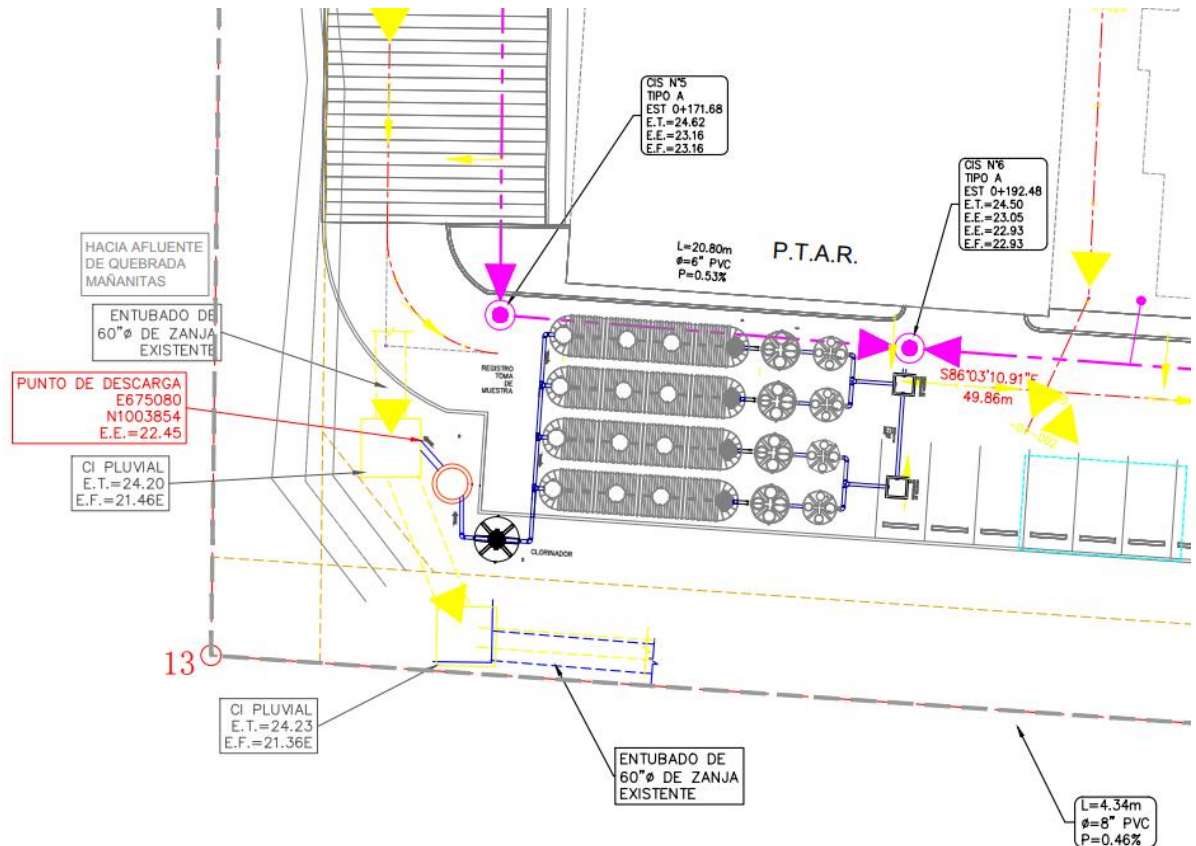 CIS N°5
TIPO A
EST 0+171.68
E.T.=24.62
E.E.=23.16
E.F.=23.16
CIS N°6
TIPO A
EST 0+192.48
E.T.=24.50
E.E.=23.05
E.E.=22.93
E.F.=22.93
L=20.80m
ø=6" PVC
P=0.53%
P.T.A.R.
HACIA AFLUENTE
DE QUEBRADA
MAÑANITAS
ENTUBADO DE
60"ø DE ZANJA
EXISTENTE
PUNTO DE DESCARGA
E675080
N1003854
E.E.=22.45
CI PLUVIAL
E.T.=24.20
E.F.=21.46E
REGISTRO
TOMA
DE
MUESTRA
S86°03'10.91"E
49.86m
CLORINADOR
13
CI PLUVIAL
E.T.=24.23
E.F.=21.36E
ENTUBADO DE
60"ø DE ZANJA
EXISTENTE
L=4.34m
ø=8" PVC
P=0.46%